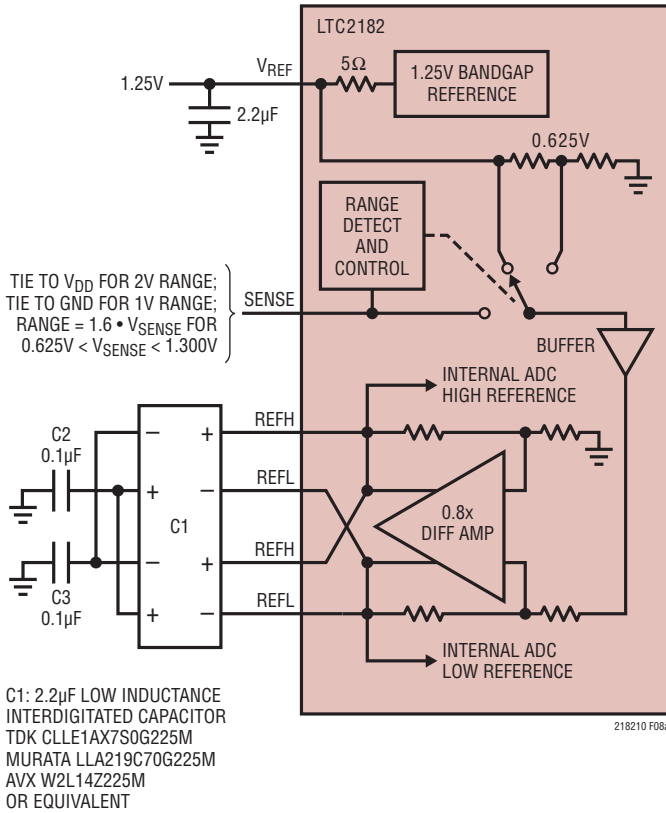 LTC2182
1.25V
VREF
5Ω
1.25V BANDGAP
REFERENCE
2.2µF
0.625V
RANGE
DETECT
AND
CONTROL
TIE TO VDD FOR 2V RANGE;
TIE TO GND FOR 1V RANGE;
RANGE = 1.6 • VSENSE FOR
0.625V < VSENSE < 1.300V
SENSE
BUFFER
INTERNAL ADC
HIGH REFERENCE
C2
0.1µF
C3
0.1µF
– +
+ –
– +
+ –
C1
REFH
REFL
REFH
REFL
0.8x
DIFF AMP
INTERNAL ADC
LOW REFERENCE
C1: 2.2µF LOW INDUCTANCE
INTERDIGITATED CAPACITOR
TDK CLLE1AX7S0G225M
MURATA LLA219C70G225M
AVX W2L14Z225M
OR EQUIVALENT
218210 F08a